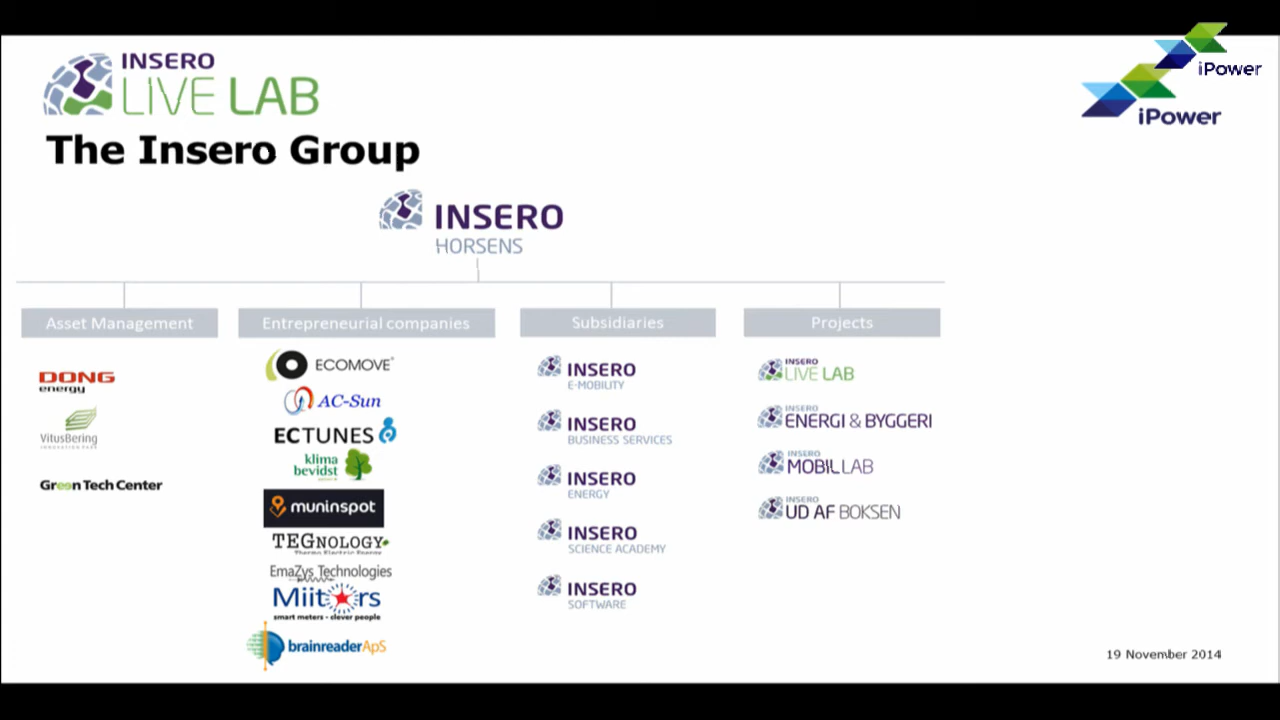 INSERO
LIVE LAB
iPower
iPower
The Insero Group
INSERO
HORSENS
Asset Management
Entrepreneurial companies
Subsidiaries
Projects
DONG
energy
VitusBering
INNOVATION PARK
Green Tech Center
ECOMOVE®
AC-Sun
ECTUNES
klima
bevidst
muninspot
TEGNOLOGY
Thermo Electric Energy
EmaZys Technologies
Miitors
smart meters - clever people
brainreaderApS
INSERO
E-MOBILITY
INSERO
BUSINESS SERVICES
INSERO
ENERGY
INSERO
SCIENCE ACADEMY
INSERO
SOFTWARE
INSERO
LIVE LAB
INSERO
ENERGI & BYGGERI
INSERO
MOBIL LAB
INSERO
UD AF BOKSEN
19 November 2014